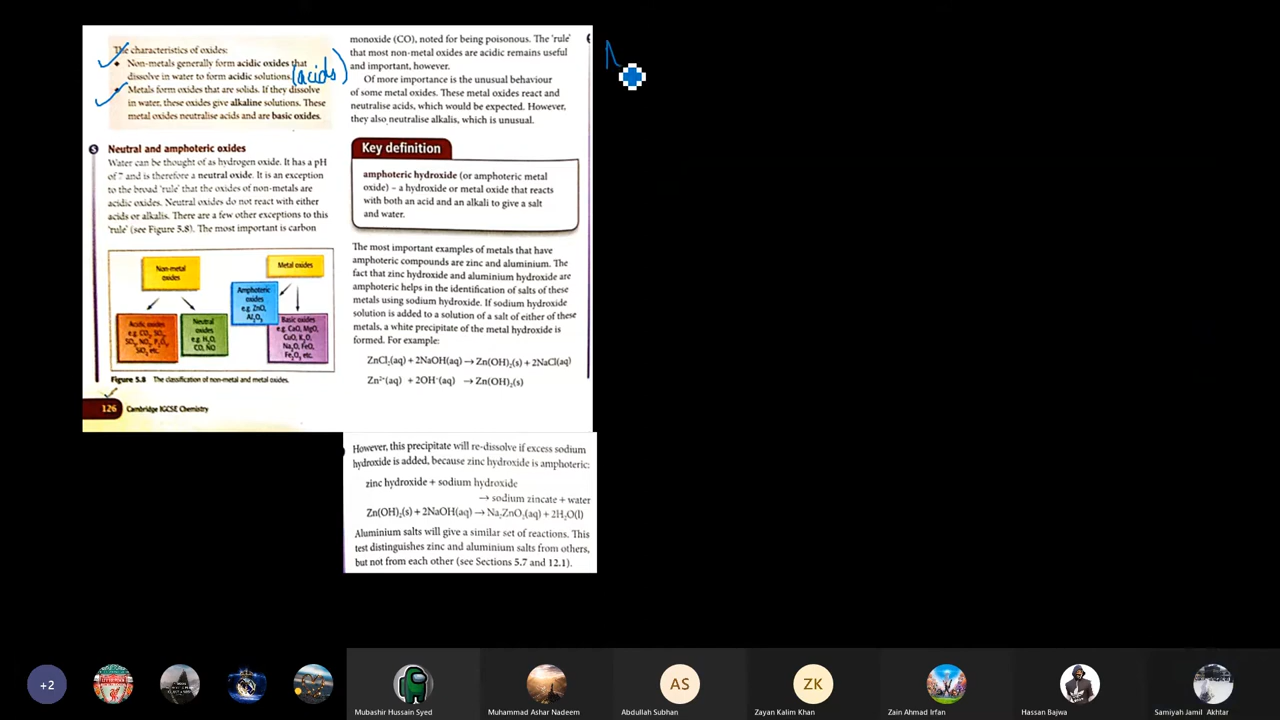 The characteristics of oxides:
Non-metals generally form acidic oxides that
dissolve in water to form acidic solutions. (acids)
Metals form oxides that are solids. If they dissolve
in water, these oxides give alkaline solutions. These
metal oxides neutralise acids and are basic oxides.
S Neutral and amphoteric oxides
Water can be thought of as hydrogen oxide. It has a pH
of 7 and is therefore a neutral oxide. It is an exception
to the broad 'rule' that the oxides of non-metals are
acidic oxides. Neutral oxides do not react with either
acids or alkalis. There are a few other exceptions to this
'rule' (see Figure 5.8). The most important is carbon
Non-metal
oxides
Metal oxides
Amphoteric
oxides
e.g. ZnO,
Al₂O₃
Acidic oxides
e.g. CO₂, SO₂,
SO₃, NO₂, P₂O₅,
SiO₂ etc.
Neutral
oxides
e.g. H₂O,
CO, NO
Basic oxides
e.g. CaO, MgO,
CuO, K₂O,
Na₂O, FeO,
Fe₂O₃ etc.
Figure 5.8 The classification of non-metal and metal oxides.
126 Cambridge IGCSE Chemistry
monoxide (CO), noted for being poisonous. The 'rule'
that most non-metal oxides are acidic remains useful
and important, however.
Of more importance is the unusual behaviour
of some metal oxides. These metal oxides react and
neutralise acids, which would be expected. However,
they also neutralise alkalis, which is unusual.
Key definition
amphoteric hydroxide (or amphoteric metal
oxide) – a hydroxide or metal oxide that reacts
with both an acid and an alkali to give a salt
and water.
The most important examples of metals that have
amphoteric compounds are zinc and aluminium. The
fact that zinc hydroxide and aluminium hydroxide are
amphoteric helps in the identification of salts of these
metals using sodium hydroxide. If sodium hydroxide
solution is added to a solution of a salt of either of these
metals, a white precipitate of the metal hydroxide is
formed. For example:
ZnCl₂(aq) + 2NaOH(aq) → Zn(OH)₂(s) + 2NaCl(aq)
Zn²⁺(aq) + 2OH⁻(aq) → Zn(OH)₂(s)
However, this precipitate will re-dissolve if excess sodium
hydroxide is added, because zinc hydroxide is amphoteric:
zinc hydroxide + sodium hydroxide
→ sodium zincate + water
Zn(OH)₂(s) + 2NaOH(aq) → Na₂ZnO₂(aq) + 2H₂O(l)
Aluminium salts will give a similar set of reactions. This
test distinguishes zinc and aluminium salts from others,
but not from each other (see Sections 5.7 and 12.1).
+2
AS
ZK
Mubashir Hussain Syed
Muhammad Ashar Nadeem
Abdullah Subhan
Zayan Kalim Khan
Zain Ahmad Irfan
Hassan Bajwa
Samiyah Jamil Akhtar